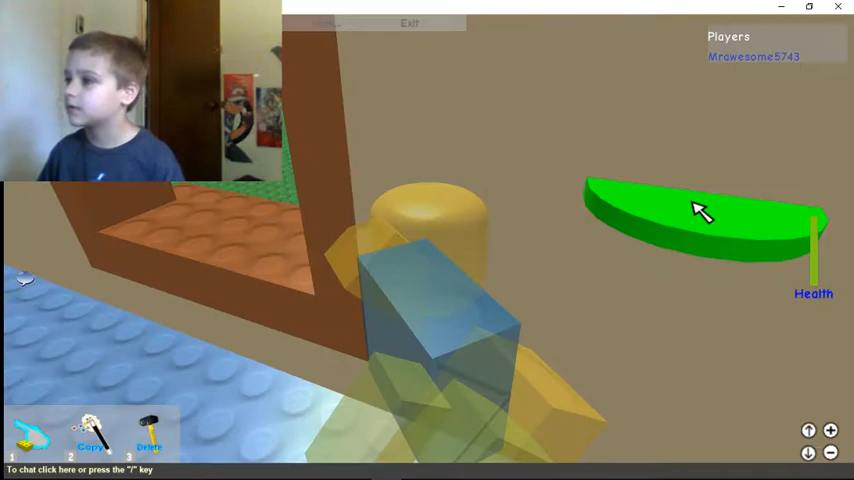 Exit
Players
Mrawesome5743
Health
Copy
Delete
1
2
3
To chat click here or press the "/" key